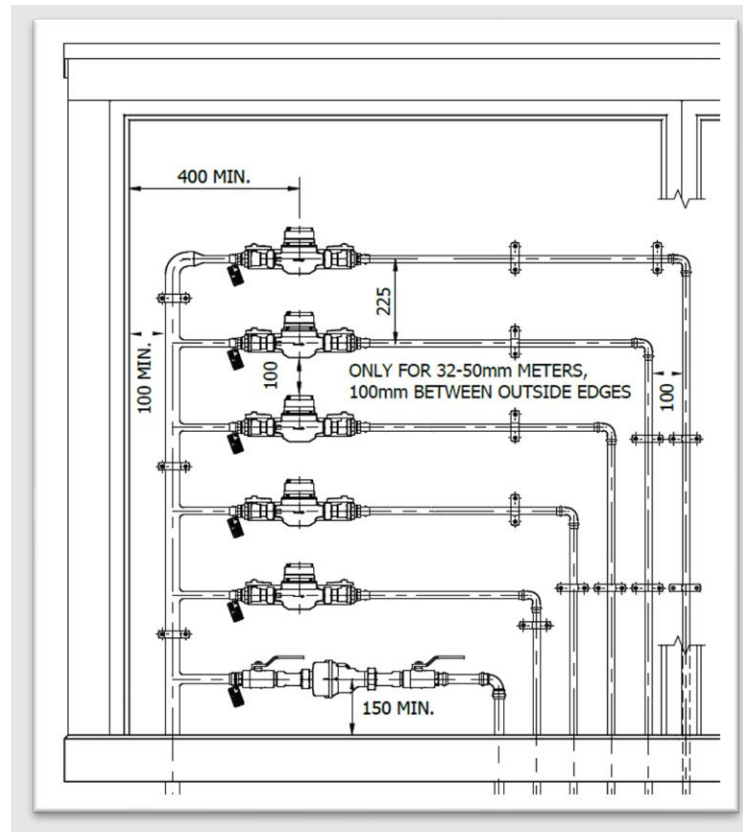 400 MIN.
225
100 MIN.
100
ONLY FOR 32-50mm METERS,
100mm BETWEEN OUTSIDE EDGES
100
150 MIN.